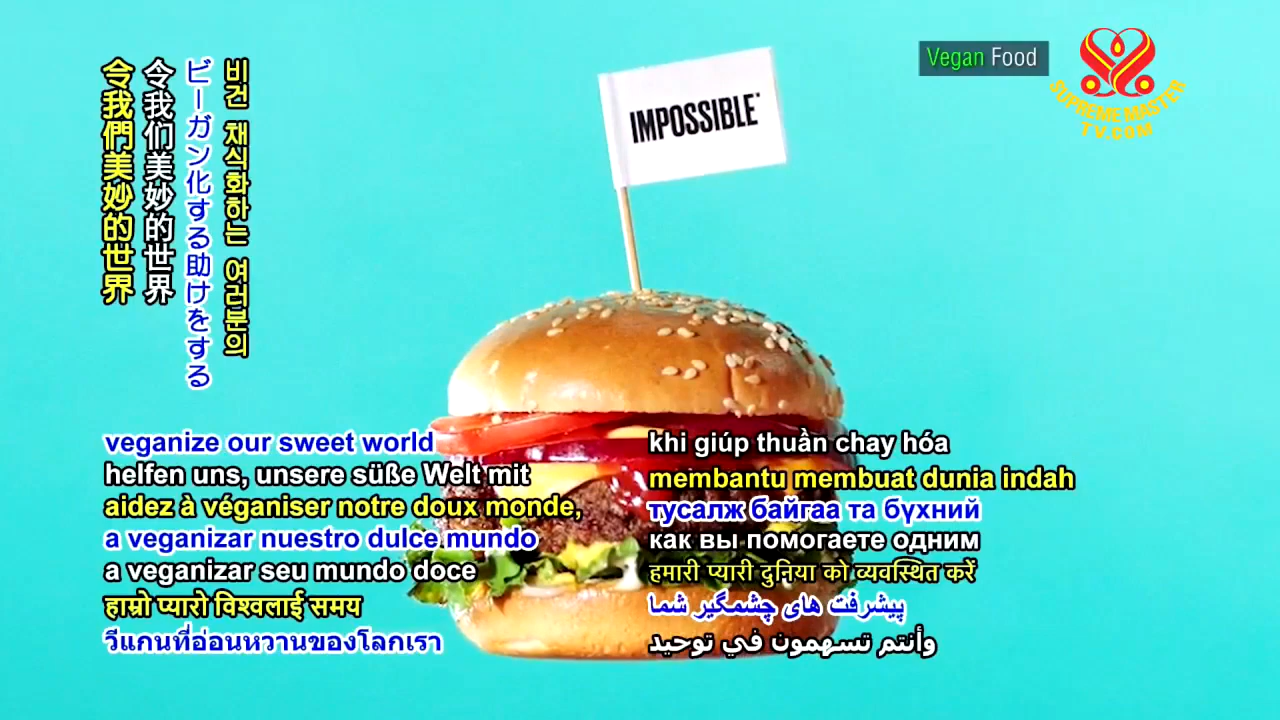 Vegan Food
SUPREME MASTER
TV.COM
IMPOSSIBLE™
비건 채식화하는 여러분의
ビーガン化する助けをする
令我们美妙的世界
令我們美妙的世界
veganize our sweet world
helfen uns, unsere süße Welt mit
aidez à véganiser notre doux monde,
a veganizar nuestro dulce mundo
a veganizar seu mundo doce
हाम्रो प्यारो विश्वलाई समय
วีแกนที่อ่อนหวานของโลกเรา
khi giúp thuần chay hóa
membantu membuat dunia indah
тусалж байгаа та бүхний
как вы помогаете одним
हमारी प्यारी दुनिया को व्यवस्थित करें
پیشرفت های چشمگیر شما
وأنتم تسهمون في توحيد